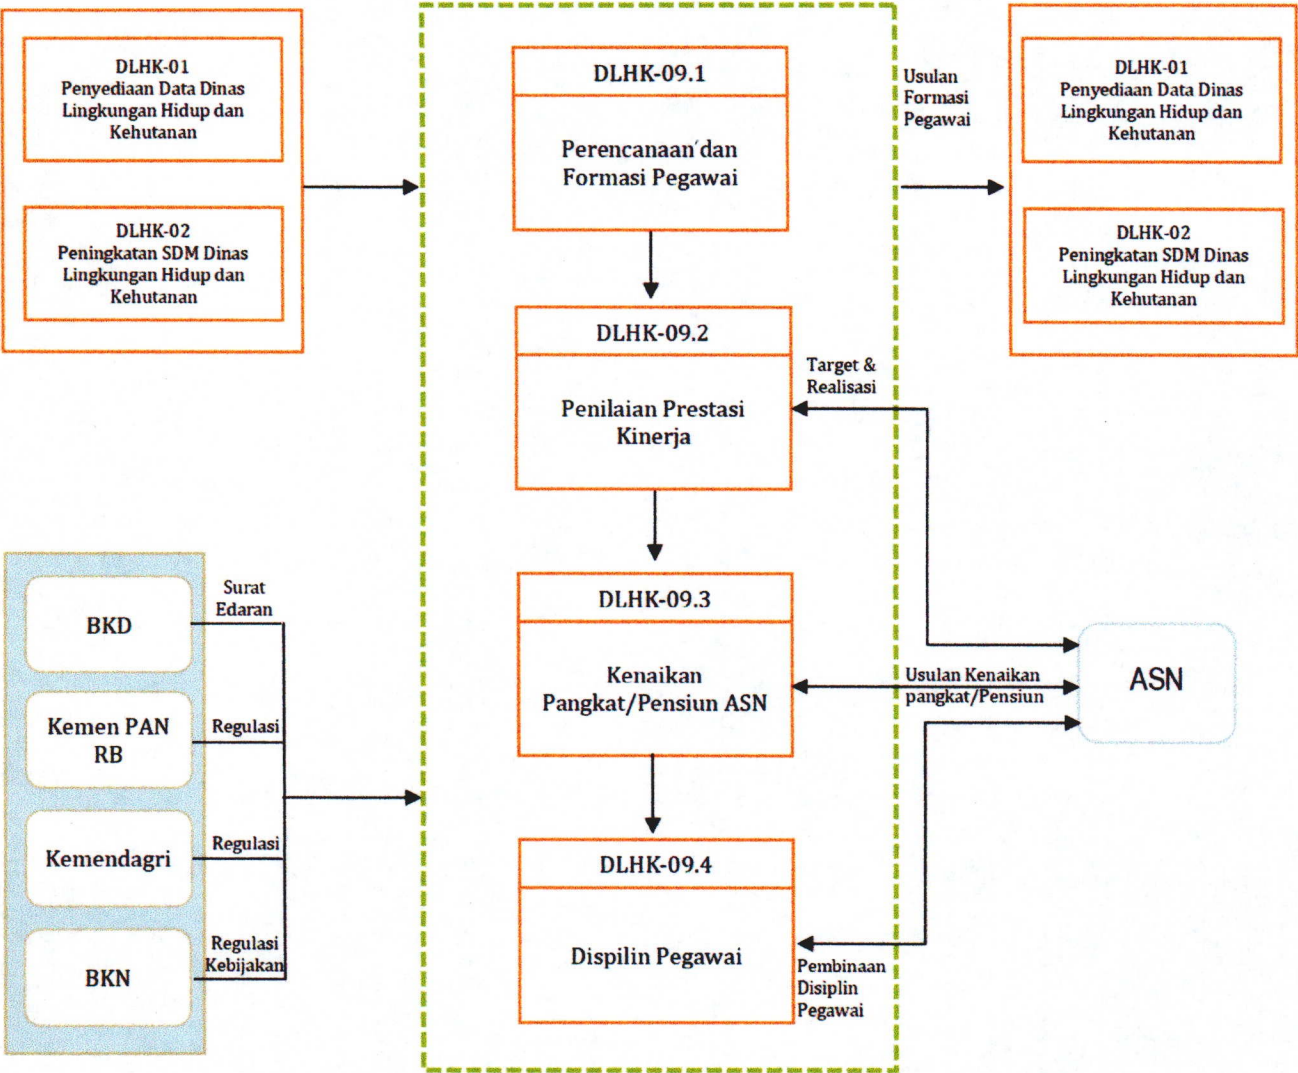 DLHK-01
Penyediaan Data Dinas
Lingkungan Hidup dan
Kehutanan
DLHK-02
Peningkatan SDM Dinas
Lingkungan Hidup dan
Kehutanan
BKD
Surat
Edaran
Kemen PAN
RB
Regulasi
Kemendagri
Regulasi
BKN
Regulasi
Kebijakan
DLHK-09.1
Perencanaan dan
Formasi Pegawai
DLHK-09.2
Penilaian Prestasi
Kinerja
DLHK-09.3
Kenaikan
Pangkat/Pensiun ASN
DLHK-09.4
Dispilin Pegawai
Usulan
Formasi
Pegawai
DLHK-01
Penyediaan Data Dinas
Lingkungan Hidup dan
Kehutanan
DLHK-02
Peningkatan SDM Dinas
Lingkungan Hidup dan
Kehutanan
Target &
Realisasi
Usulan Kenaikan
pangkat/Pensiun
ASN
Pembinaan
Disiplin
Pegawai